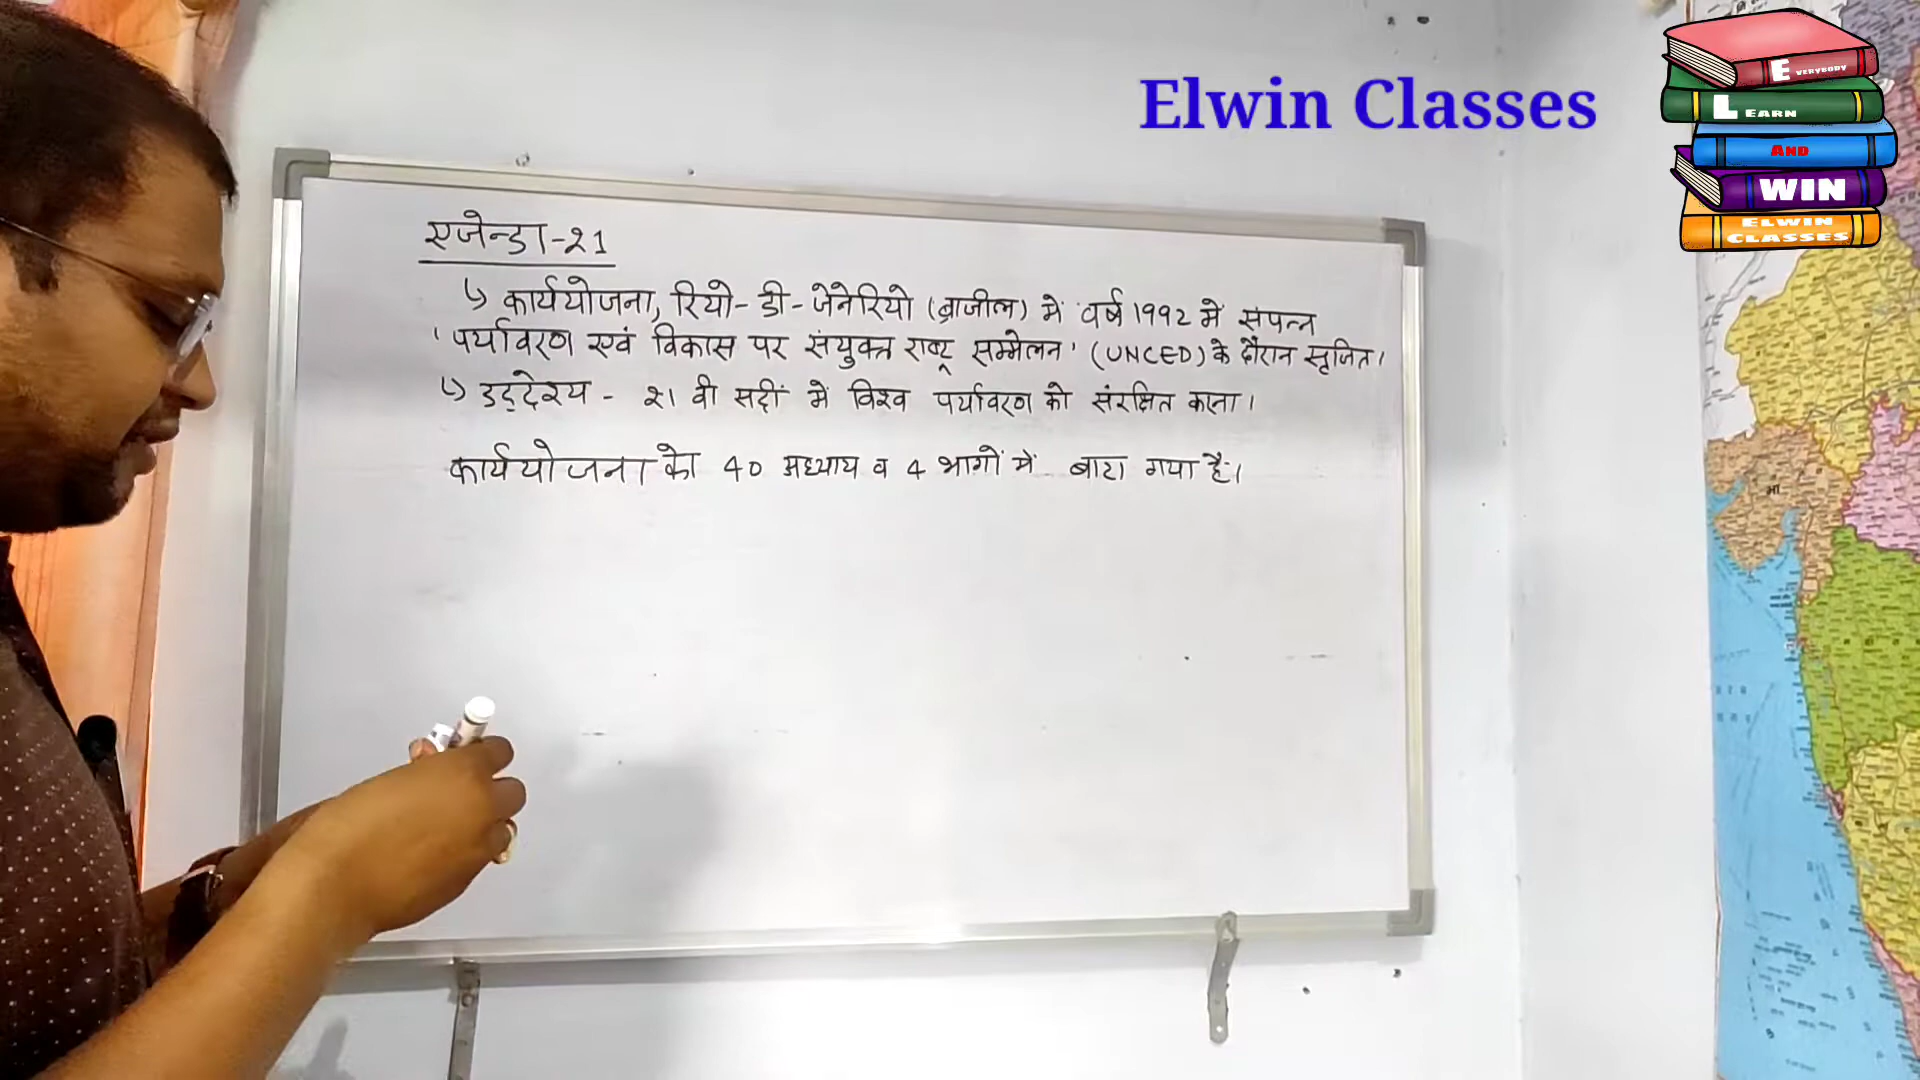 Elwin Classes
EVERYBODY
LEARN
AND
WIN
ELWIN
CLASSES
एजेन्डा-21
↳ कार्ययोजना, रियो-डी-जेनेरियो (ब्राजील) में वर्ष 1992 में संपन्न
'पर्यावरण एवं विकास पर संयुक्त राष्ट्र सम्मेलन' (UNCED) के दौरान सृजित।
↳ उद्देश्य - 21 वी सदीं में विश्व पर्यावरण को संरक्षित करना।
कार्ययोजना को 40 अध्याय व 4 भागों में बाटा गया है।